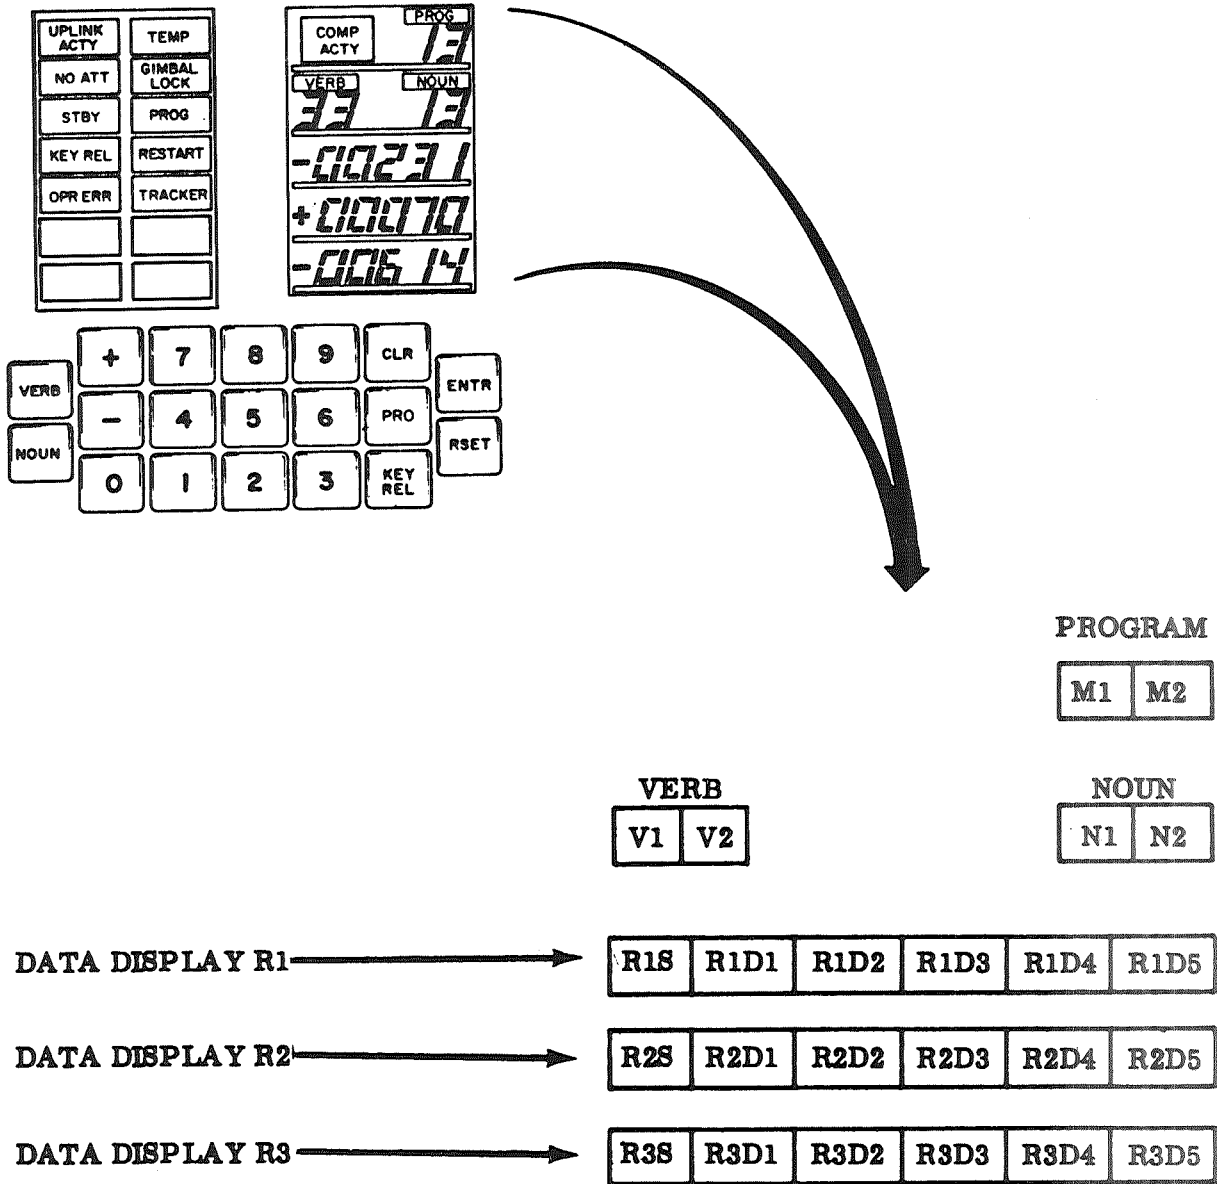 UPLINK ACTY
TEMP
NO ATT
GIMBAL LOCK
STBY
PROG
KEY REL
RESTART
OPR ERR
TRACKER
COMP ACTY
PROG
13
VERB
NOUN
33 13
-00231
+00070
-00614
VERB
NOUN
+ 7 8 9 CLR
- 4 5 6 PRO
0 1 2 3 KEY REL
ENTR
RSET
PROGRAM
M1 M2
VERB
V1 V2
NOUN
N1 N2
DATA DISPLAY R1 R1S R1D1 R1D2 R1D3 R1D4 R1D5
DATA DISPLAY R2 R2S R2D1 R2D2 R2D3 R2D4 R2D5
DATA DISPLAY R3 R3S R3D1 R3D2 R3D3 R3D4 R3D5